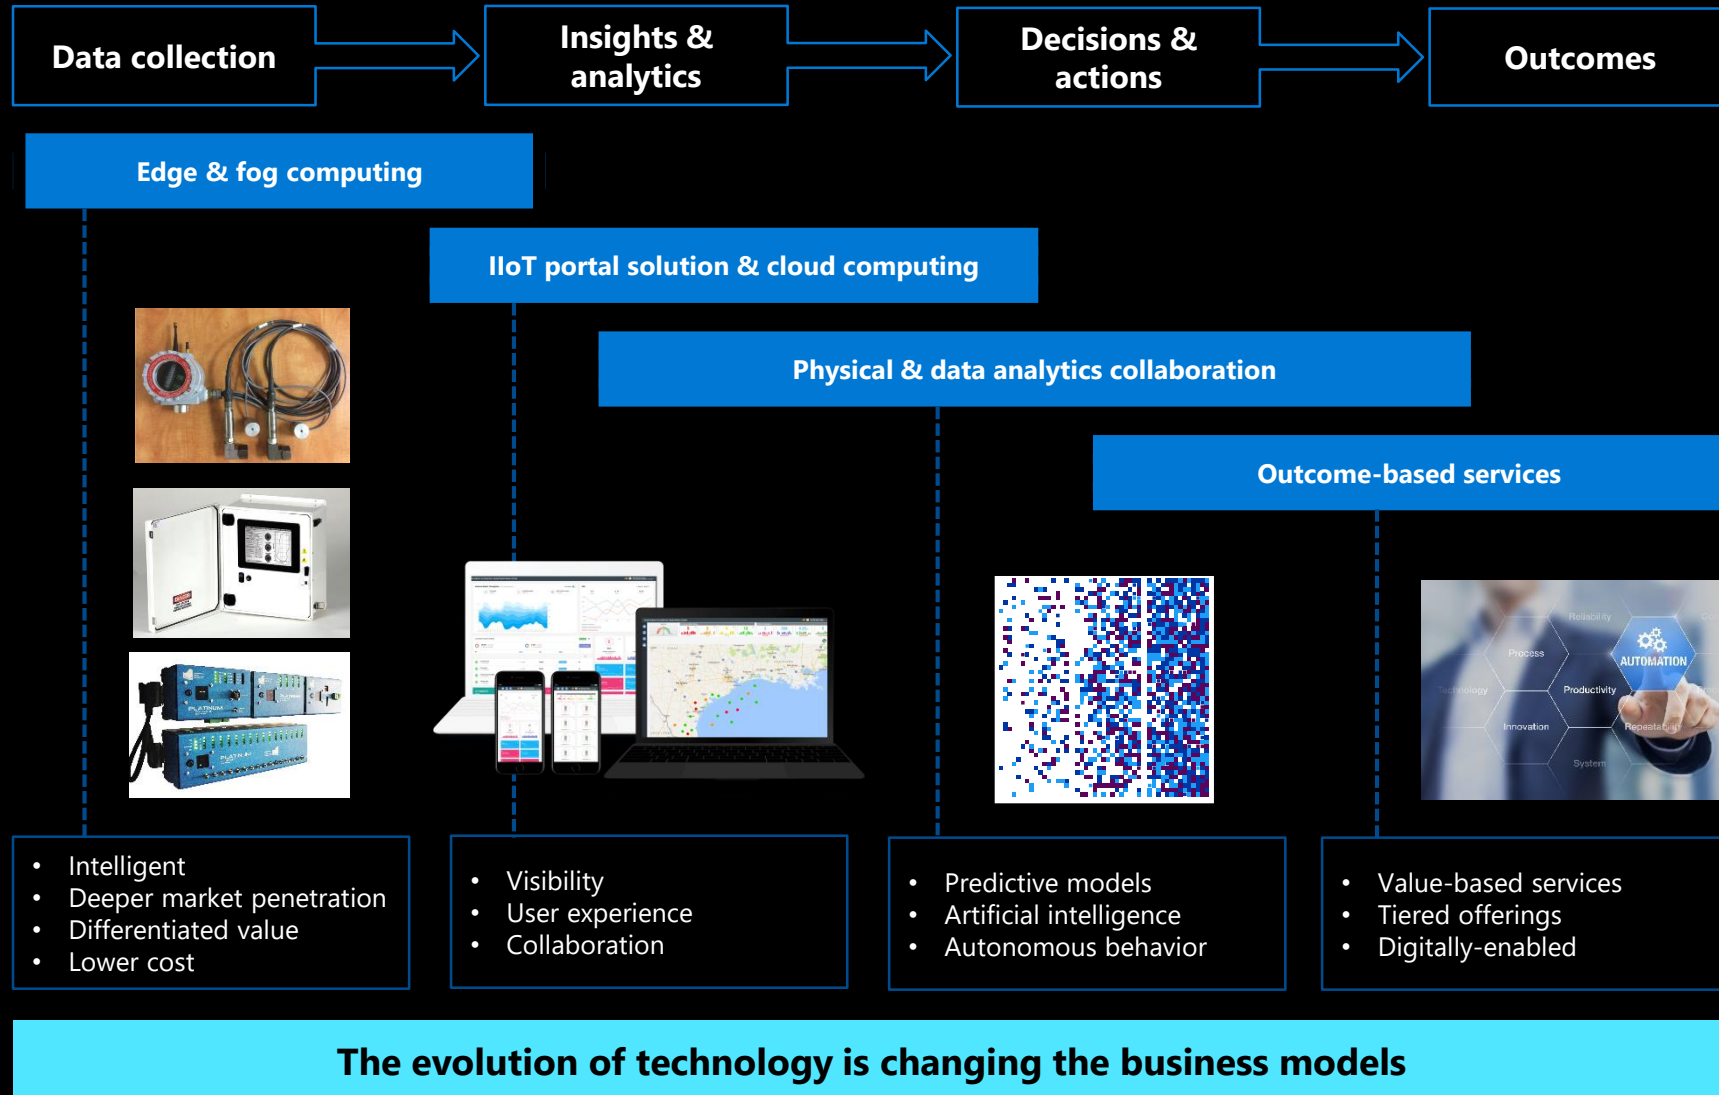 Data collection
Insights &
analytics
Decisions &
actions
Outcomes
Edge & fog computing
IIoT portal solution & cloud computing
Physical & data analytics collaboration
Outcome-based services
DANGER
PLATINUM
PLATINUM
Reliability
Process
AUTOMATION
Technology
Productivity
Innovation
Repeatability
System
• Intelligent
• Deeper market penetration
• Differentiated value
• Lower cost
• Visibility
• User experience
• Collaboration
• Predictive models
• Artificial intelligence
• Autonomous behavior
• Value-based services
• Tiered offerings
• Digitally-enabled
The evolution of technology is changing the business models